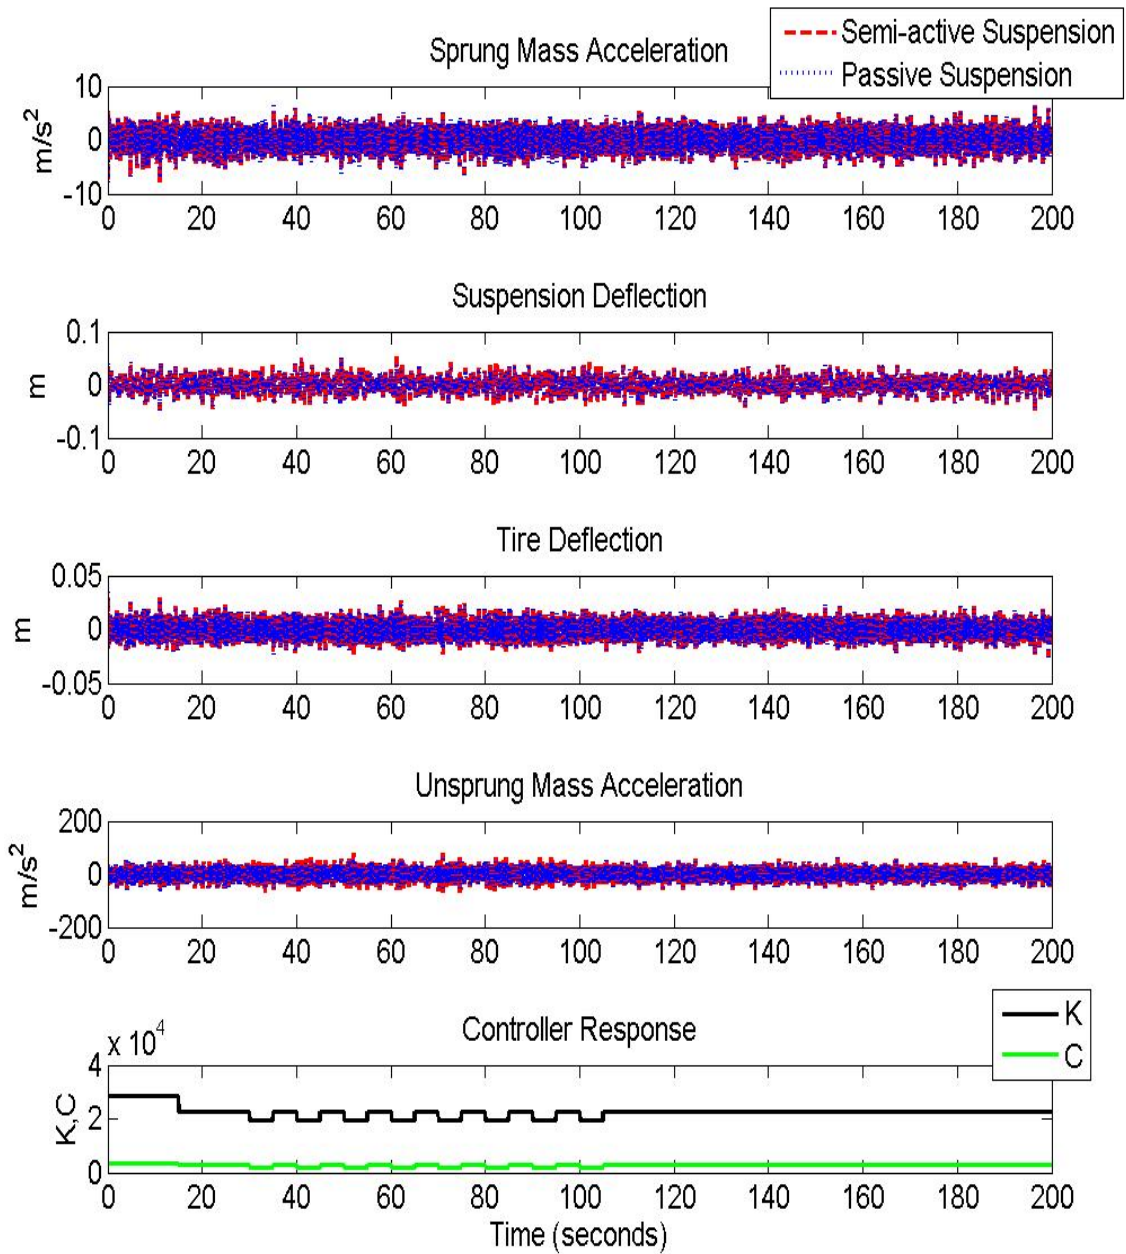 Semi-active Suspension
Passive Suspension
Sprung Mass Acceleration
10
0
-10
m/s²
0 20 40 60 80 100 120 140 160 180 200
Suspension Deflection
0.1
0
-0.1
m
0 20 40 60 80 100 120 140 160 180 200
Tire Deflection
0.05
0
-0.05
m
0 20 40 60 80 100 120 140 160 180 200
Unsprung Mass Acceleration
200
0
-200
m/s²
0 20 40 60 80 100 120 140 160 180 200
Controller Response
K
C
x 10⁴
4
2
0
K,C
0 20 40 60 80 100 120 140 160 180 200
Time (seconds)